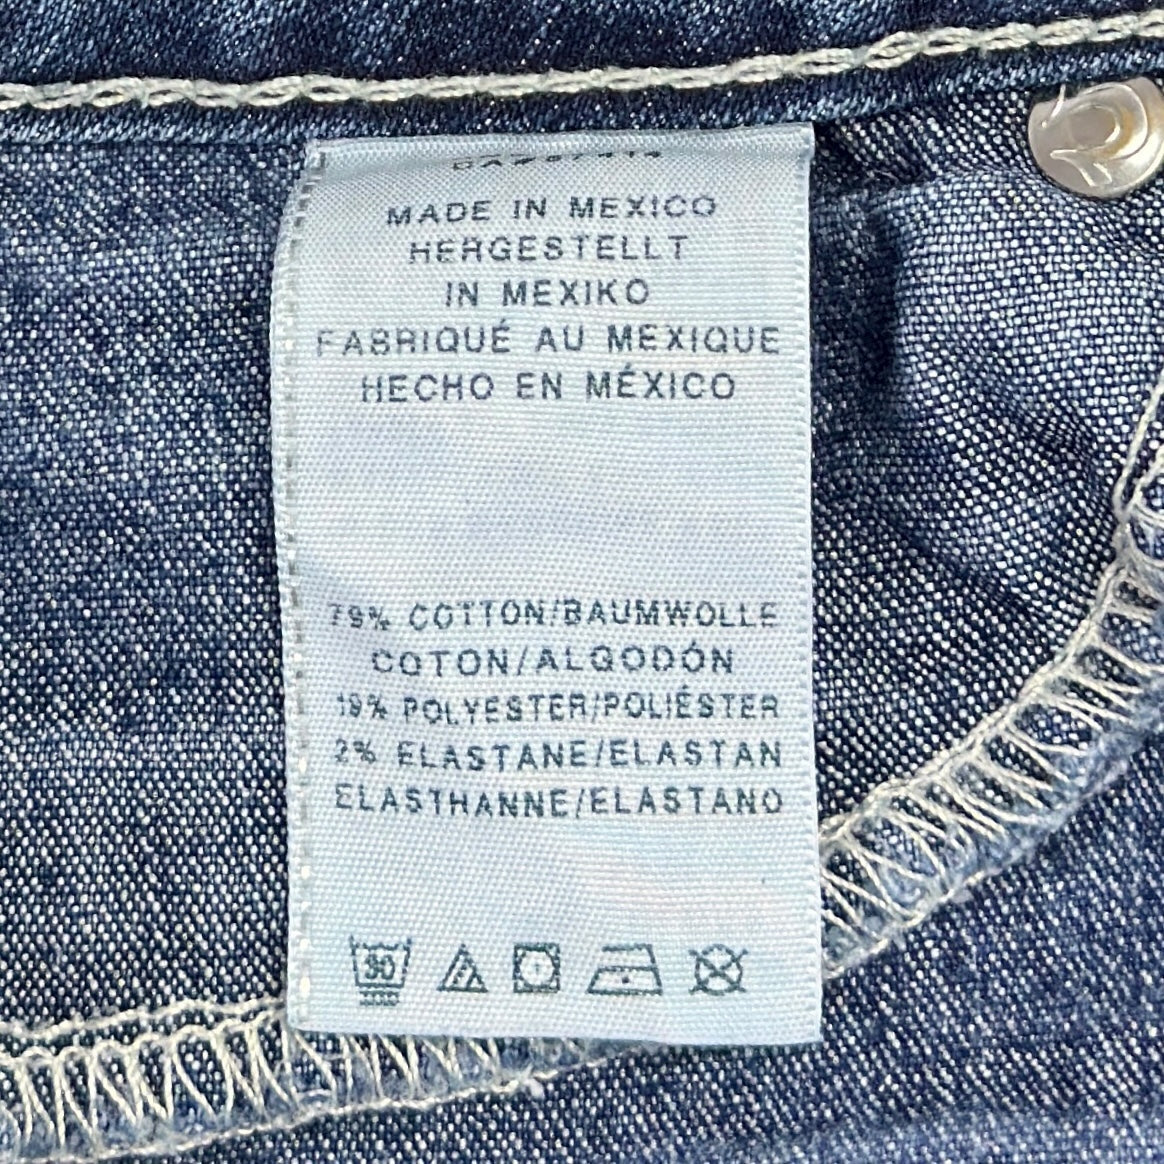 MADE IN MEXICO
HERGESTELLT
IN MEXIKO
FABRIQUÉ AU MEXIQUE
HECHO EN MÉXICO
79% COTTON/BAUMWOLLE
COTON/ALGODÓN
19% POLYESTER/POLIÉSTER
2% ELASTANE/ELASTAN
ELASTHANNE/ELASTANO
30